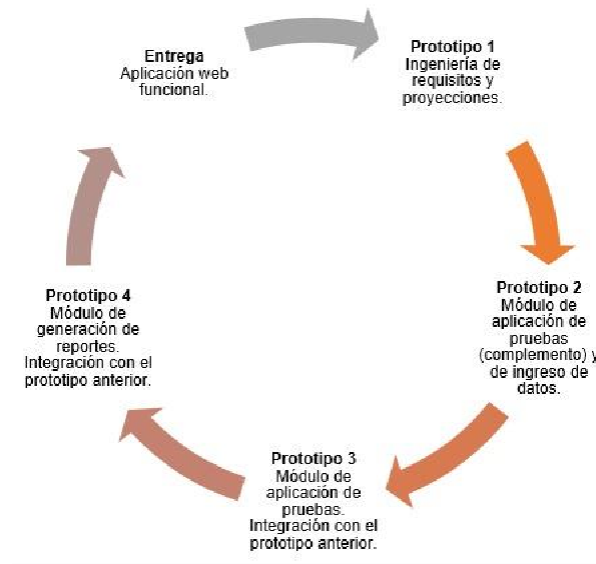 Entrega
Aplicación web
funcional.
Prototipo 1
Ingeniería de
requisitos y
proyecciones.
Prototipo 2
Módulo de
aplicación de
pruebas
(complemento) y
de ingreso de
datos.
Prototipo 3
Módulo de
aplicación de
pruebas.
Integración con el
prototipo anterior.
Prototipo 4
Módulo de
generación de
reportes.
Integración con el
prototipo anterior.